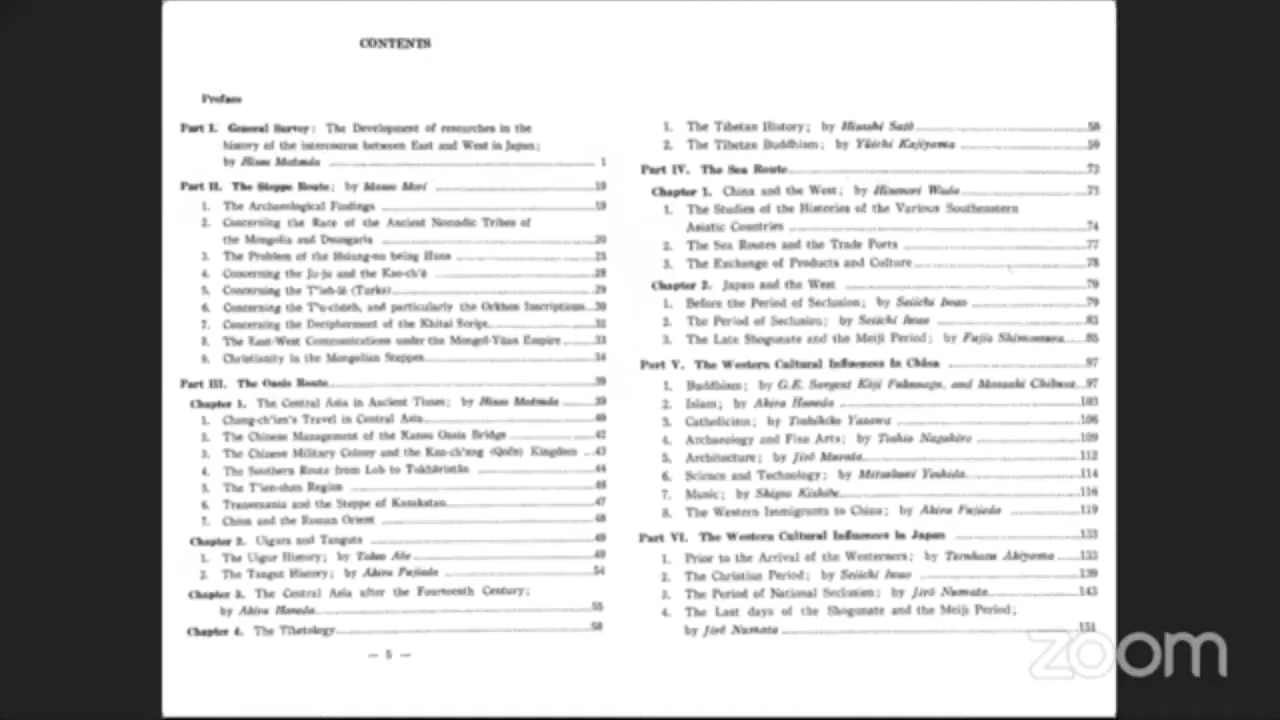 CONTENTS
Preface
Part I. General Survey: The Development of researches in the
history of the intercourse between East and West in Japan;
by Hisao Matsuda 1
Part II. The Steppe Route; by Masao Mori 19
1. The Archaeological Findings 19
2. Concerning the Race of the Ancient Nomadic Tribes of
the Mongolia and Dsungaria 20
3. The Problem of the Hsiung-nu being Huns 25
4. Concerning the Ju-ju and the Kao-ch'ê 28
5. Concerning the T'ieh-lê (Turks) 29
6. Concerning the T'u-chüeh, and particularly the Orkhon Inscriptions 30
7. Concerning the Decipherment of the Khitai Script
8. The East-West Communications under the Mongol-Yüan Empire 33
9. Christianity in the Mongolian Steppes 34
Part III. The Oasis Route 39
Chapter 1. The Central Asia in Ancient Times; by Hisao Matsuda 39
1. Chang-ch'ien's Travel in Central Asia 40
2. The Chinese Management of the Kansu Oasis Bridge 42
3. The Chinese Military Colony and the Kao-ch'ang (Qočo) Kingdom 43
4. The Southern Route from Lob to Tukhāristān 44
5. The T'ien-shan Region 46
6. Transoxania and the Steppe of Kazakstan 47
7. China and the Roman Orient 48
Chapter 2. Uigurs and Tanguts 49
1. The Uigur History; by Takeo Abe 49
2. The Tangut History; by Akira Fujieda 54
Chapter 3. The Central Asia after the Fourteenth Century;
by Akira Haneda 55
Chapter 4. The Tibetology 58
— 5 —
1. The Tibetan History; by Hisashi Satō 58
2. The Tibetan Buddhism; by Yūichi Kajiyama 59
Part IV. The Sea Route 73
Chapter 1. China and the West; by Hisanori Wada 73
1. The Studies of the Histories of the Various Southeastern
Asiatic Countries 74
2. The Sea Routes and the Trade Ports 77
3. The Exchange of Products and Culture 78
Chapter 2. Japan and the West 79
1. Before the Period of Seclusion; by Seiichi Iwao 79
2. The Period of Seclusion; by Seiichi Iwao 83
3. The Late Shogunate and the Meiji Period; by Fujio Shimomura 85
Part V. The Western Cultural Influences in China 97
1. Buddhism; by G.E. Sargent Kōji Fukunaga, and Masaaki Chihasa 97
2. Islam; by Akira Haneda 103
3. Catholicism; by Toshihiko Yazawa 106
4. Archaeology and Fine Arts; by Toshio Nagahiro 109
5. Architecture; by Jirō Murata 112
6. Science and Technology; by Mitsukuni Yoshida 114
7. Music; by Shigeo Kishibe 116
8. The Western Immigrants to China; by Akira Fujieda 119
Part VI. The Western Cultural Influences in Japan 133
1. Prior to the Arrival of the Westerners; by Terukazu Akiyama 133
2. The Christian Period; by Seiichi Iwao 139
3. The Period of National Seclusion; by Jirō Numata 143
4. The Last days of the Shogunate and the Meiji Period;
by Jirō Numata 151
zoom